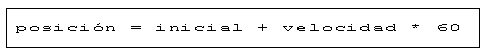 posición = inicial + velocidad * 60